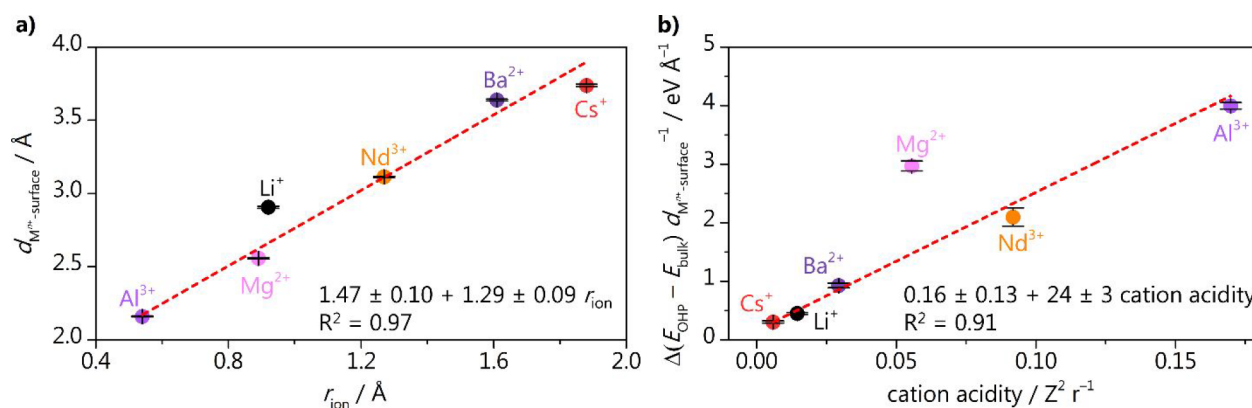 a)
d_Mⁿ⁺-surface / Å
4.0
3.5
3.0
2.5
2.0
Al³⁺
Li⁺
Mg²⁺
Nd³⁺
Ba²⁺
Cs⁺
1.47 ± 0.10 + 1.29 ± 0.09 r_ion
R² = 0.97
0.4 0.8 1.2 1.6 2.0
r_ion / Å
b)
Δ(E_OHP − E_bulk) d_Mⁿ⁺-surface⁻¹ / eV Å⁻¹
5
4
3
2
1
0
Cs⁺
Li⁺
Ba²⁺
Mg²⁺
Nd³⁺
Al³⁺
0.16 ± 0.13 + 24 ± 3 cation acidity
R² = 0.91
0.00 0.05 0.10 0.15
cation acidity / Z² r⁻¹